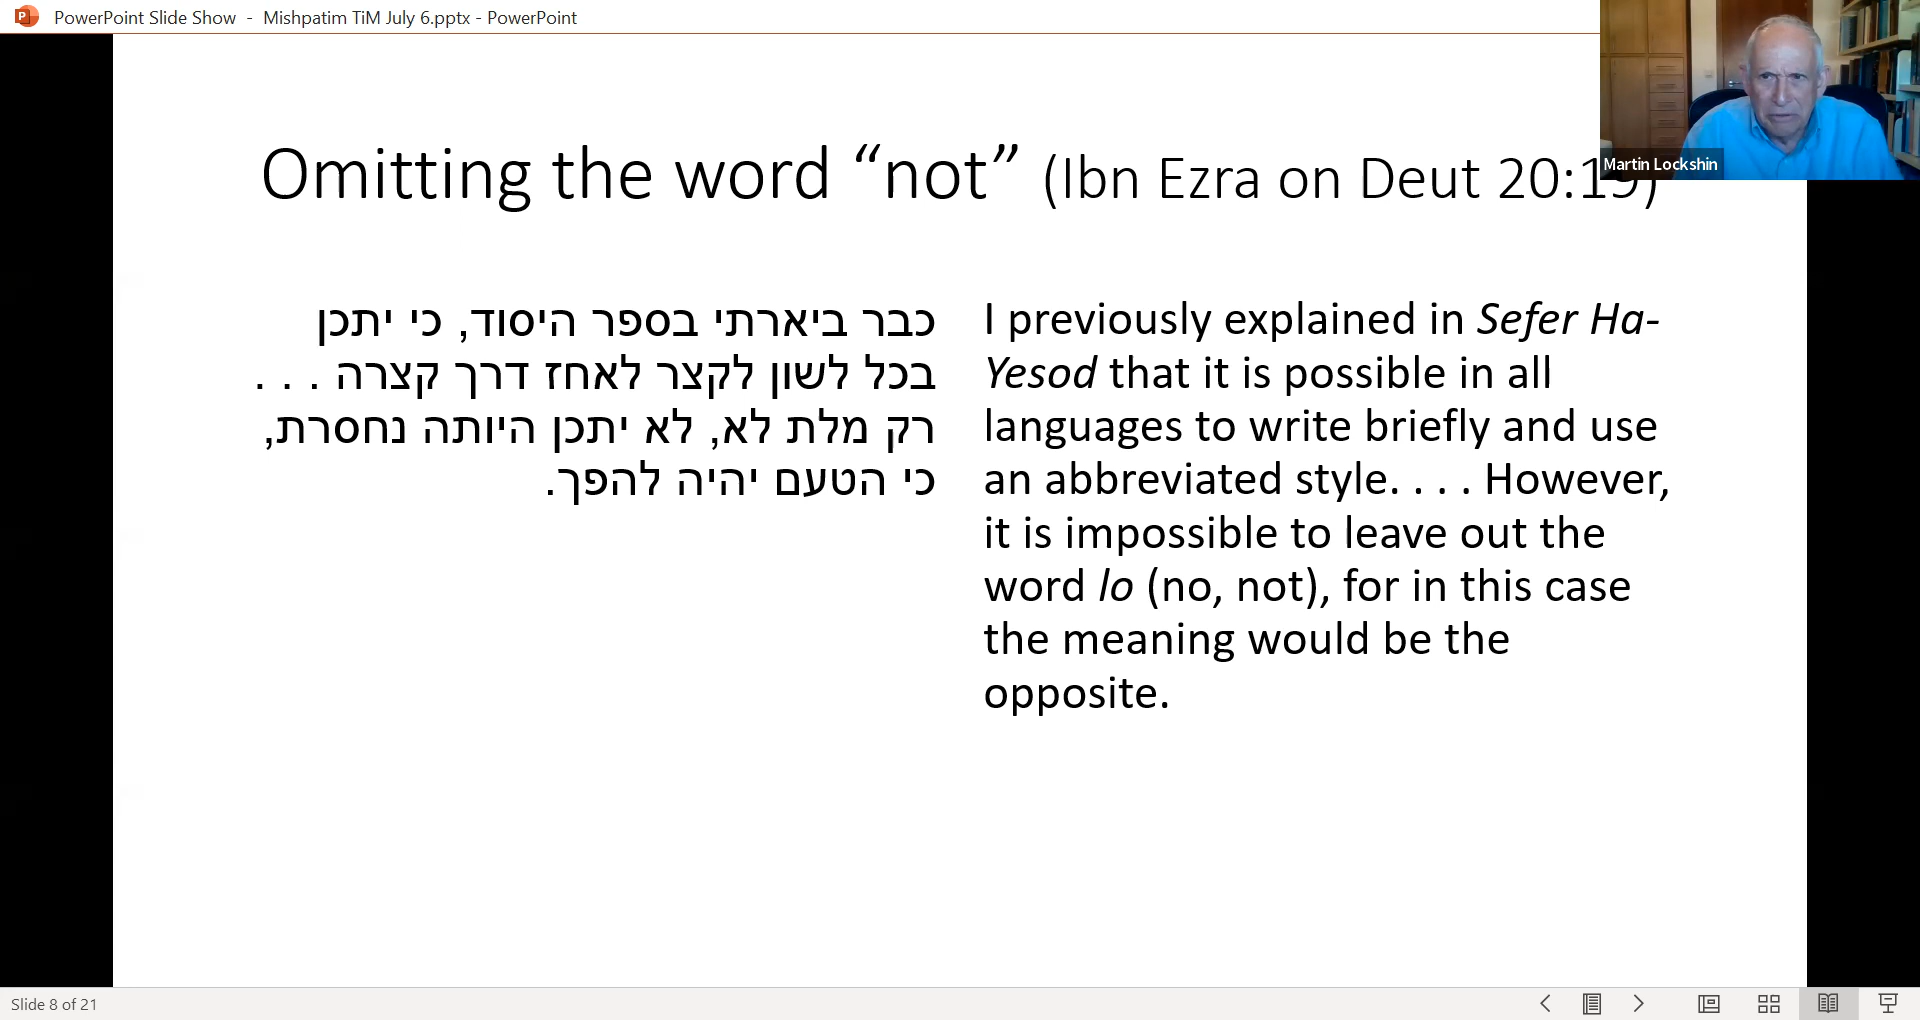 PowerPoint Slide Show - Mishpatim TiM July 6.pptx - PowerPoint
Martin Lockshin
Omitting the word “not” (Ibn Ezra on Deut 20:19)
כבר ביארתי בספר היסוד, כי יתכן
בכל לשון לקצר לאחז דרך קצרה . . .
רק מלת לא, לא יתכן היותה נחסרת,
כי הטעם יהיה להפך.
I previously explained in Sefer Ha-
Yesod that it is possible in all
languages to write briefly and use
an abbreviated style. . . . However,
it is impossible to leave out the
word lo (no, not), for in this case
the meaning would be the
opposite.
Slide 8 of 21